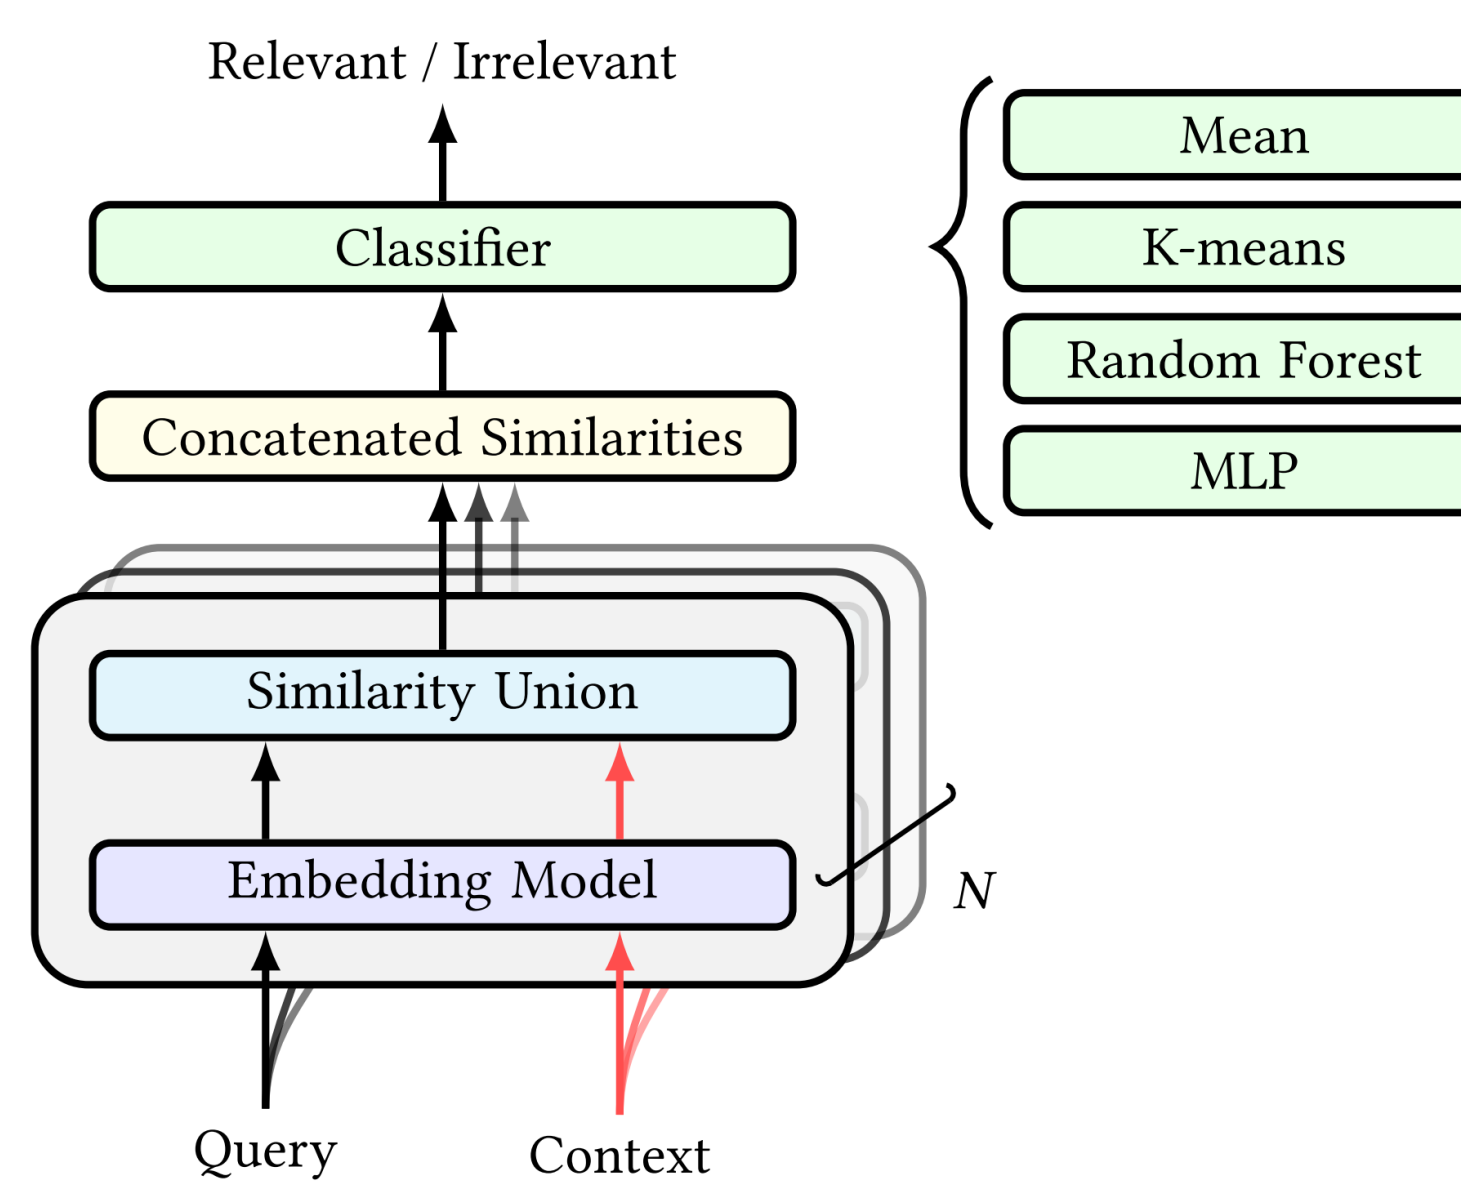 Relevant / Irrelevant
Classifier
Concatenated Similarities
Similarity Union
Embedding Model
N
Query
Context
Mean
K-means
Random Forest
MLP